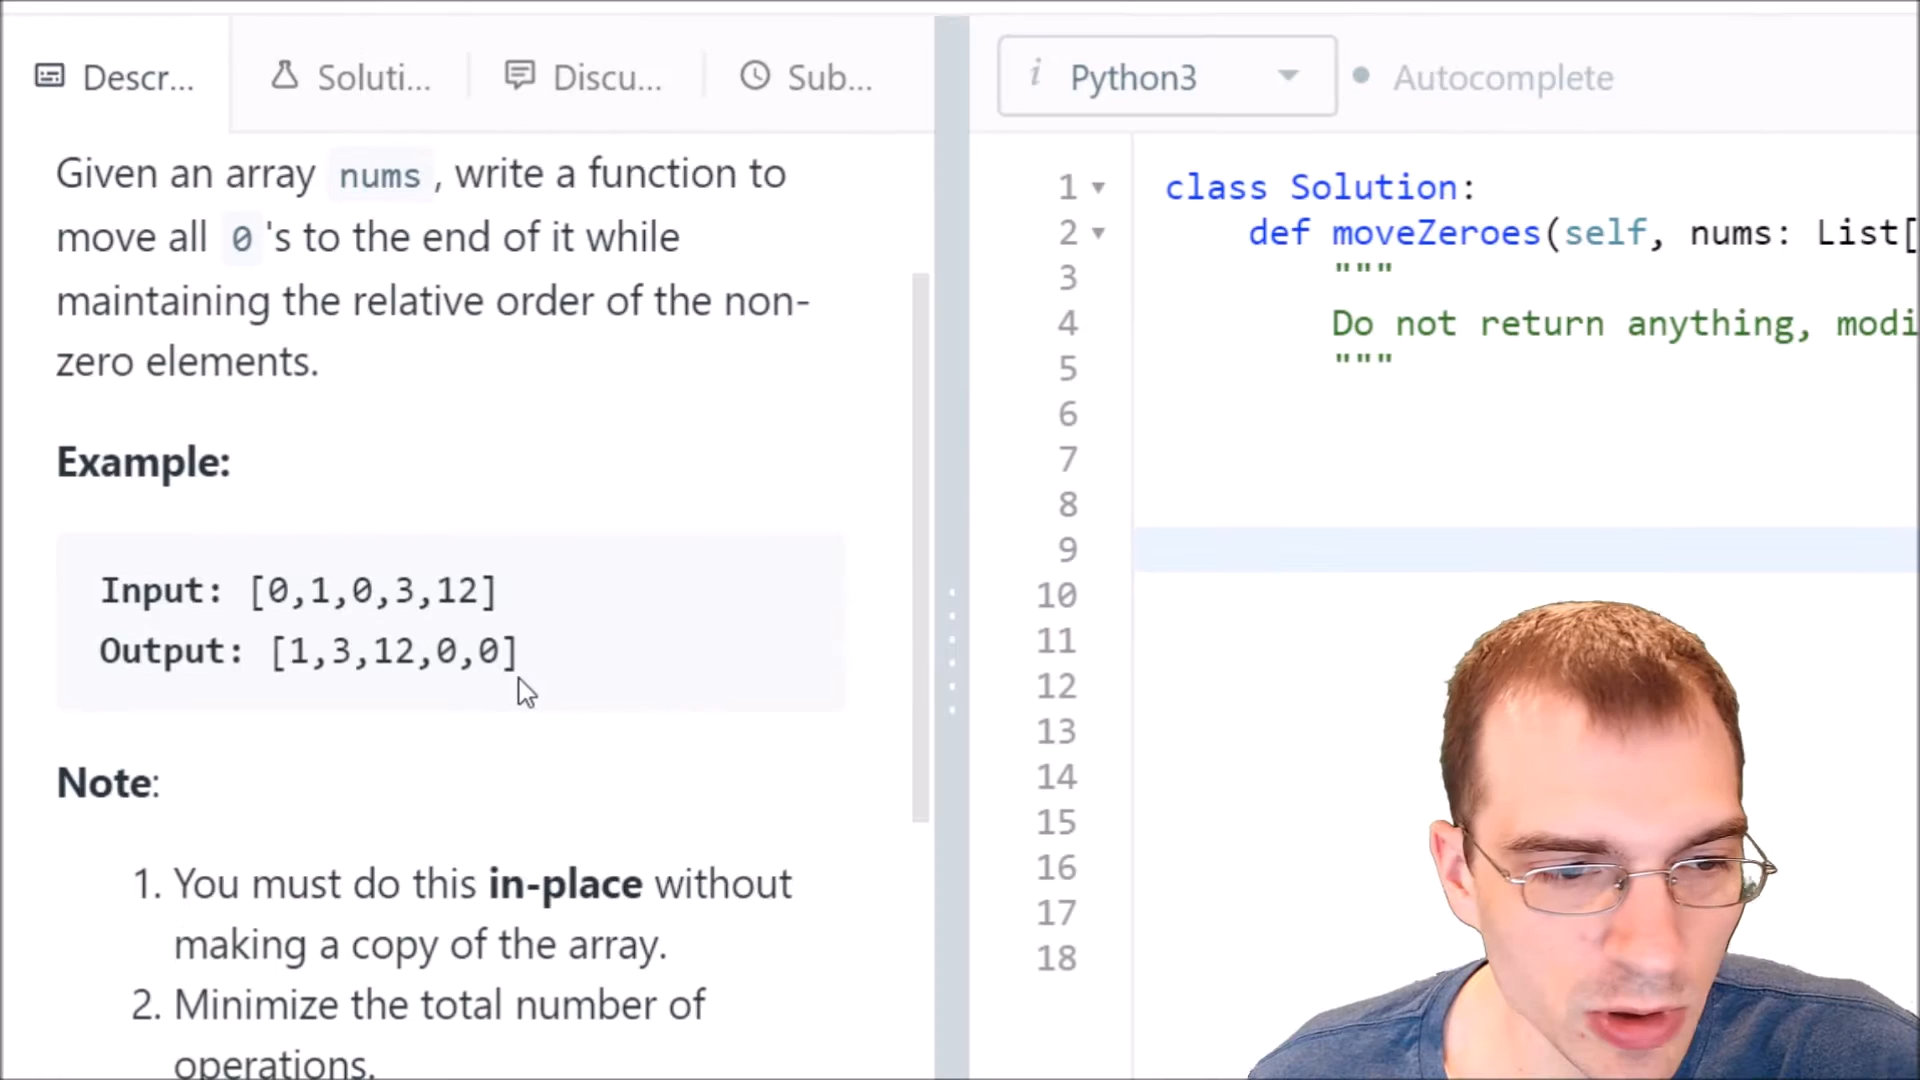 Descr...
Soluti...
Discu...
Sub...
i Python3
Autocomplete
Given an array nums , write a function to
move all 0 's to the end of it while
maintaining the relative order of the non-
zero elements.
Example:
Input: [0,1,0,3,12]
Output: [1,3,12,0,0]
Note:
1. You must do this in-place without
making a copy of the array.
2. Minimize the total number of
operations.
1 class Solution:
2 def moveZeroes(self, nums: List[
3 """
4 Do not return anything, modi
5 """
6
7
8
9
10
11
12
13
14
15
16
17
18